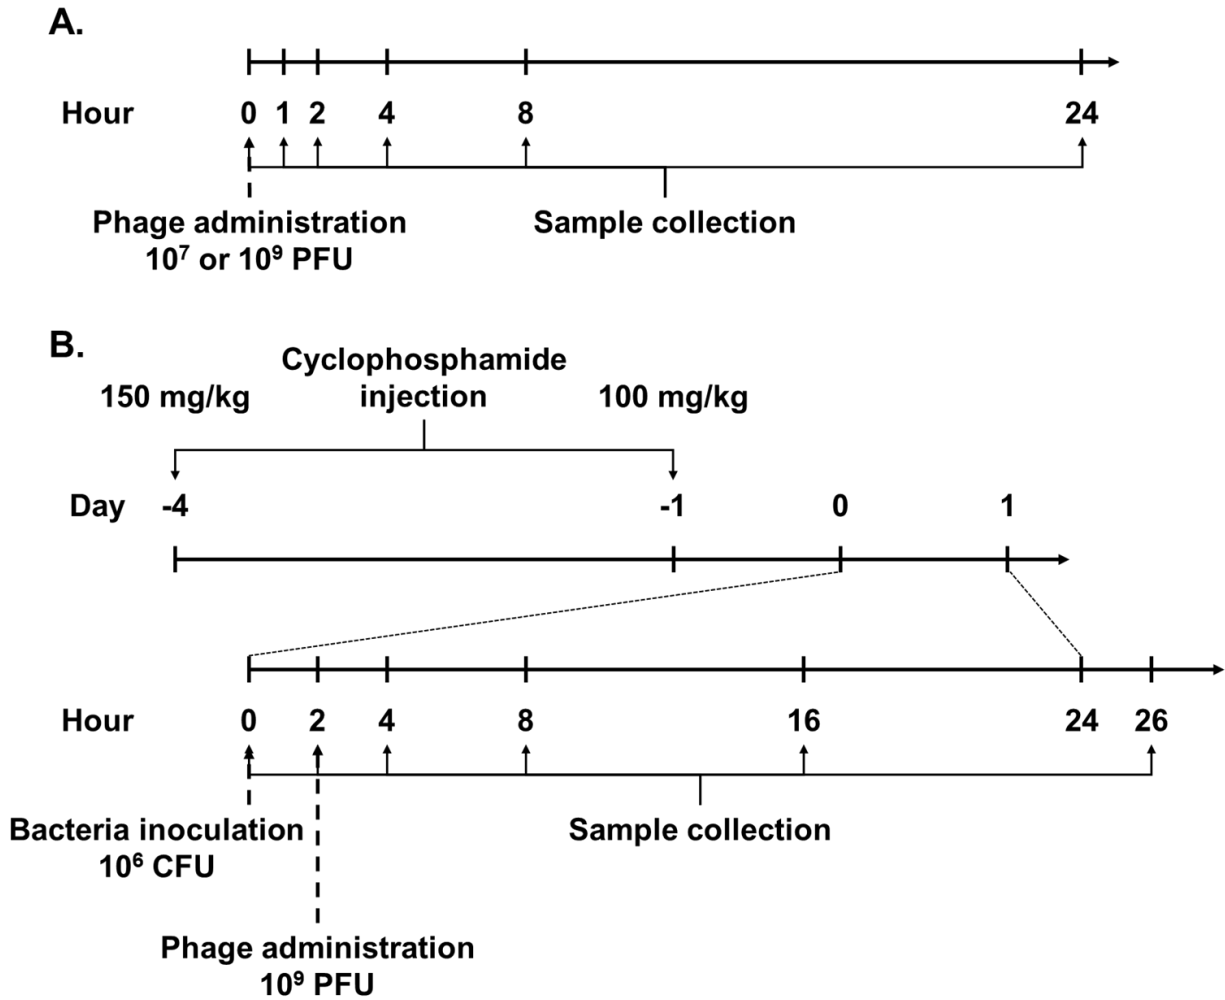 A.
Hour 0 1 2 4 8 24
Phage administration Sample collection
10⁷ or 10⁹ PFU
B.
Cyclophosphamide
150 mg/kg injection 100 mg/kg
Day -4 -1 0 1
Hour 0 2 4 8 16 24 26
Bacteria inoculation Sample collection
10⁶ CFU
Phage administration
10⁹ PFU